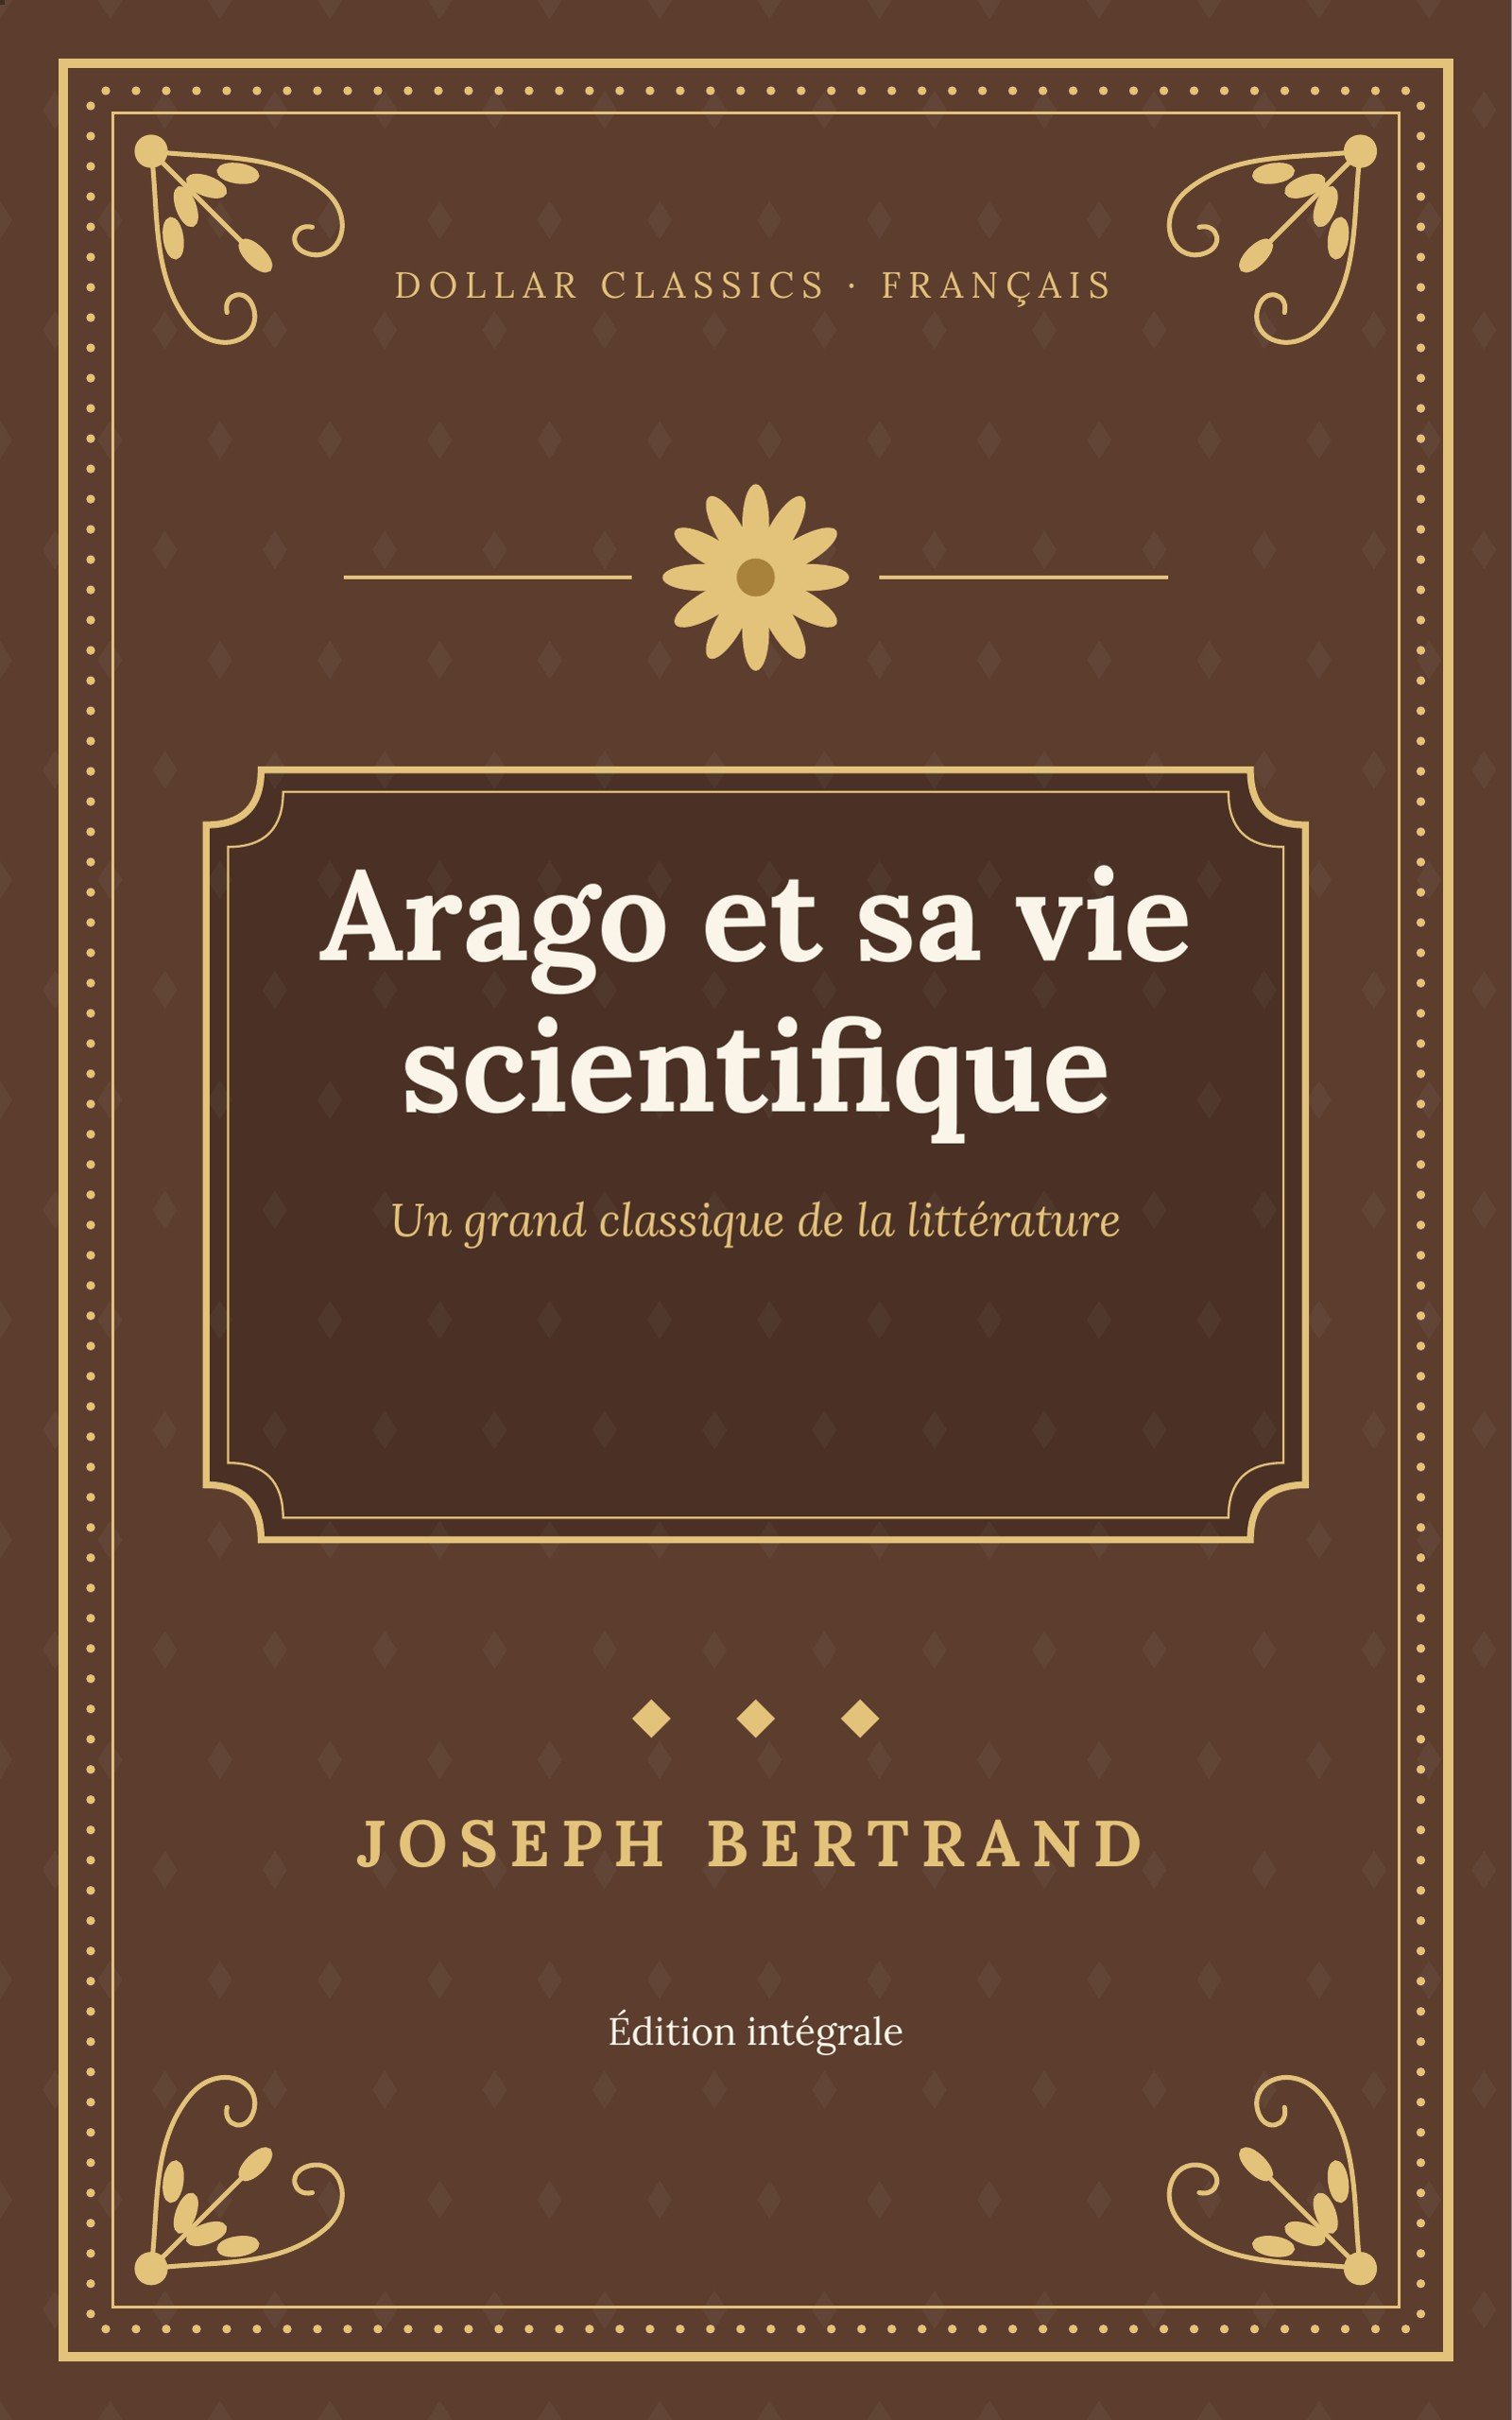 DOLLAR CLASSICS · FRANÇAIS
Arago et sa vie
scientifique
Un grand classique de la littérature
JOSEPH BERTRAND
Édition intégrale